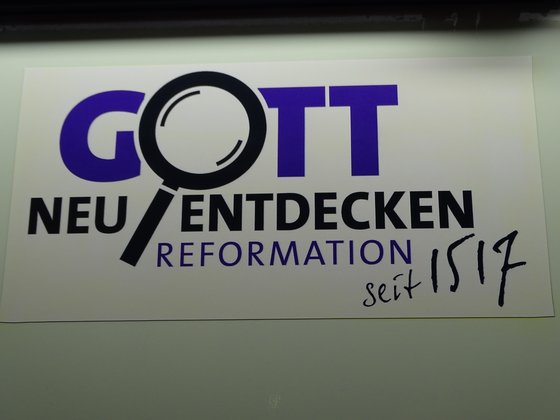 GOTT
NEU ENTDECKEN
REFORMATION
seit 1517